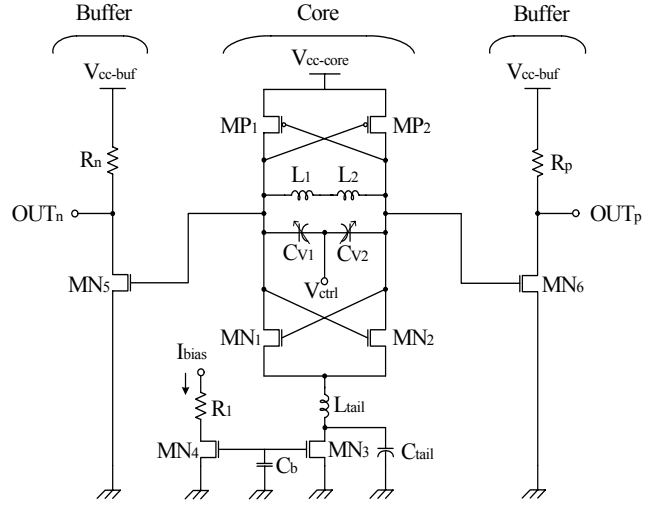 Buffer Core Buffer
Vcc-buf Vcc-core Vcc-buf
MP1 MP2
Rn L1 L2 Rp
OUTn OUTp
CV1 CV2
MN5 Vctrl MN6
MN1 MN2
Ibias
R1 Ltail
MN4 Cb MN3 Ctail